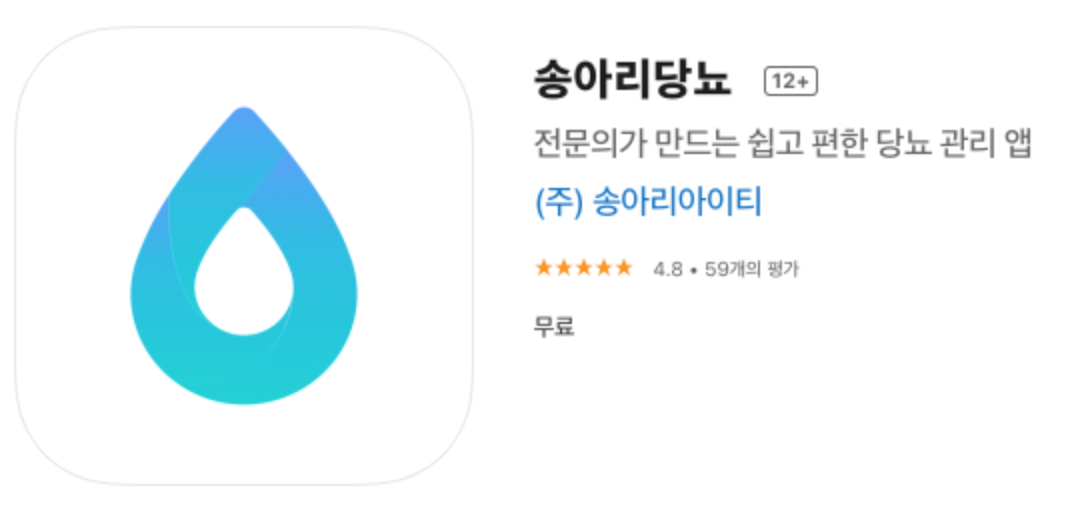 송아리당뇨 12+
전문의가 만드는 쉽고 편한 당뇨 관리 앱
(주) 송아리아이티
★★★★★ 4.8 • 59개의 평가
무료